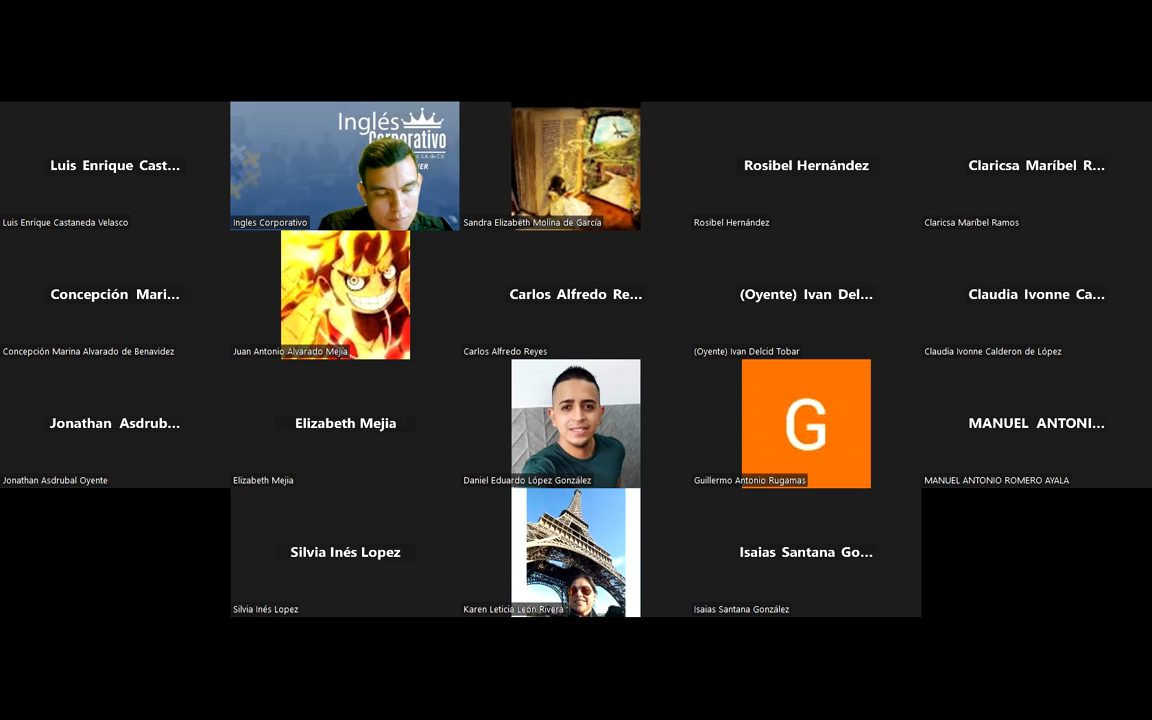 Luis Enrique Cast...
Luis Enrique Castaneda Velasco
Inglés
Corporativo
S.A. de C.V.
Ingles Corporativo
Sandra Elizabeth Molina de García
Rosibel Hernández
Rosibel Hernández
Claricsa Maríbel R...
Claricsa Maríbel Ramos
Concepción Mari...
Concepción Marina Alvarado de Benavidez
Juan Antonio Alvarado Mejía
Carlos Alfredo Re...
Carlos Alfredo Reyes
(Oyente) Ivan Del...
(Oyente) Ivan Delcid Tobar
Claudia Ivonne Ca...
Claudia Ivonne Calderon de López
Jonathan Asdrub...
Jonathan Asdrubal Oyente
Elizabeth Mejia
Elizabeth Mejia
Daniel Eduardo López González
G
Guillermo Antonio Rugamas
MANUEL ANTONI...
MANUEL ANTONIO ROMERO AYALA
Silvia Inés Lopez
Silvia Inés Lopez
Karen Leticia León Rivera
Isaias Santana Go...
Isaias Santana González